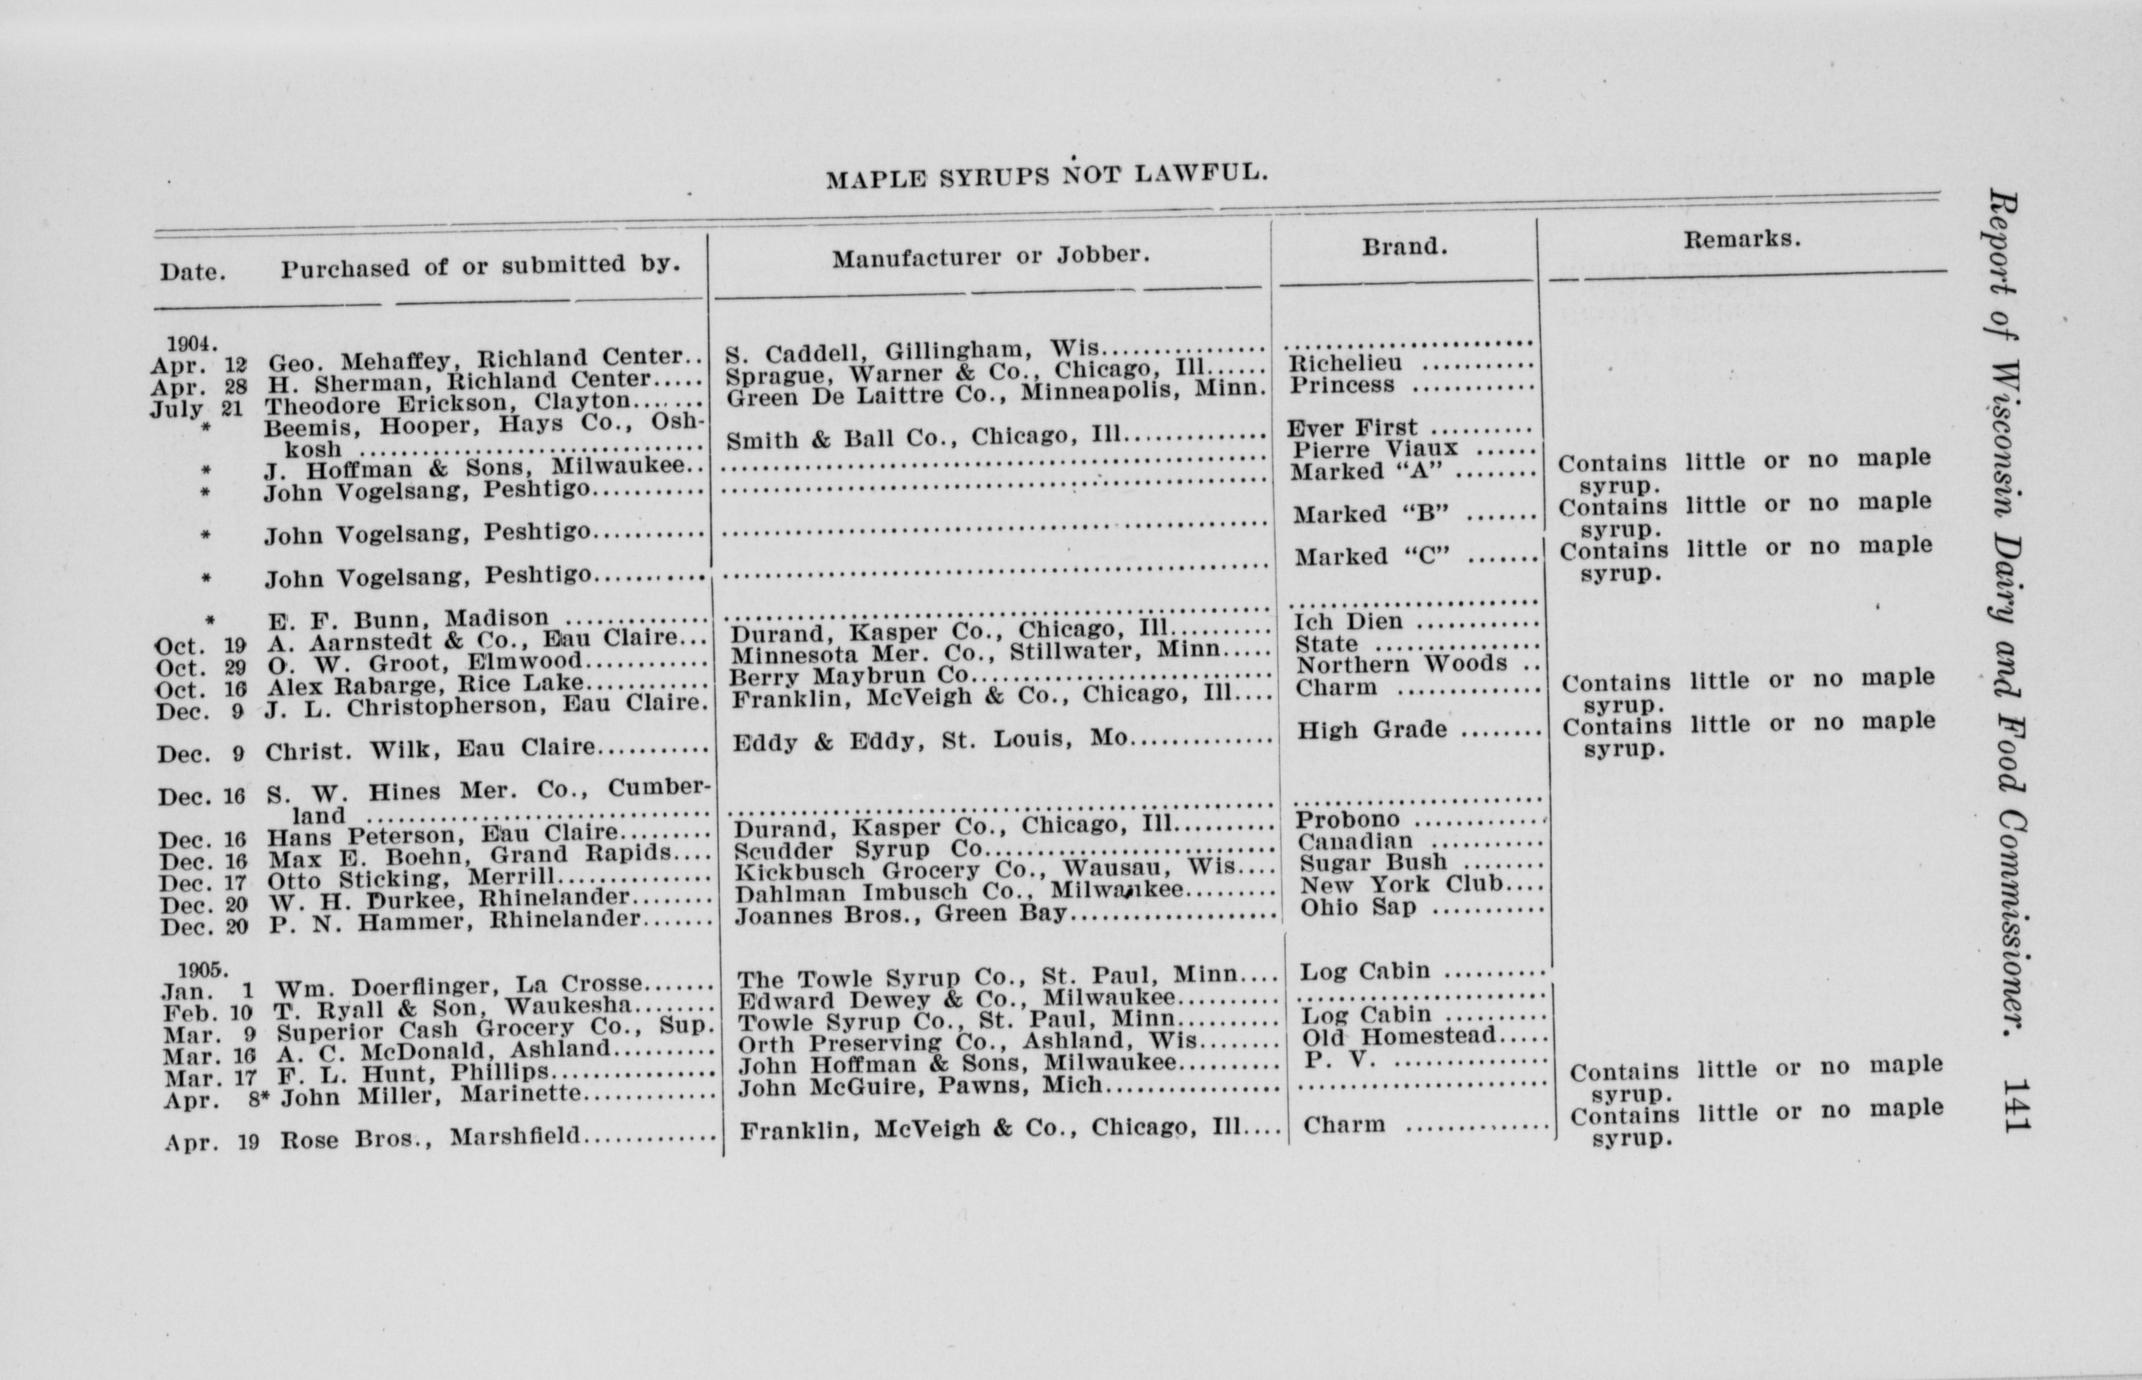 MAPLE SYRUPS NOT LAWFUL.
Date. Purchased of or submitted by. Manufacturer or Jobber. Brand. Remarks.
1904.
Apr. 12 Geo. Mehaffey, Richland Center.. S. Caddell, Gillingham, Wis................ ........................
Apr. 28 H. Sherman, Richland Center..... Sprague, Warner & Co., Chicago, Ill...... Richelieu ...........
July 21 Theodore Erickson, Clayton....... Green De Laittre Co., Minneapolis, Minn. Princess ............
* Beemis, Hooper, Hays Co., Osh-
kosh ................................. Smith & Ball Co., Chicago, Ill.............. Ever First ..........
* J. Hoffman & Sons, Milwaukee.. .................................................... Pierre Viaux ......
* John Vogelsang, Peshtigo........... .................................................... Marked "A" ........ Contains little or no maple
syrup.
* John Vogelsang, Peshtigo........... .................................................... Marked "B" ....... Contains little or no maple
syrup.
* John Vogelsang, Peshtigo........... .................................................... Marked "C" ....... Contains little or no maple
syrup.
* E. F. Bunn, Madison .............. .................................................... ........................
Oct. 19 A. Aarnstedt & Co., Eau Claire... Durand, Kasper Co., Chicago, Ill.......... Ich Dien ............
Oct. 29 O. W. Groot, Elmwood............ Minnesota Mer. Co., Stillwater, Minn..... State ................
Oct. 16 Alex Rabarge, Rice Lake............ Berry Maybrun Co............................. Northern Woods ..
Dec. 9 J. L. Christopherson, Eau Claire. Franklin, McVeigh & Co., Chicago, Ill.... Charm .............. Contains little or no maple
syrup.
Dec. 9 Christ. Wilk, Eau Claire........... Eddy & Eddy, St. Louis, Mo.............. High Grade ........ Contains little or no maple
syrup.
Dec. 16 S. W. Hines Mer. Co., Cumber-
land ................................. .................................................... ........................
Dec. 16 Hans Peterson, Eau Claire......... Durand, Kasper Co., Chicago, Ill.......... Probono .............
Dec. 16 Max E. Boehn, Grand Rapids.... Scudder Syrup Co............................ Canadian ...........
Dec. 17 Otto Sticking, Merrill............... Kickbusch Grocery Co., Wausau, Wis.... Sugar Bush ........
Dec. 20 W. H. Durkee, Rhinelander........ Dahlman Imbusch Co., Milwaukee......... New York Club....
Dec. 20 P. N. Hammer, Rhinelander....... Joannes Bros., Green Bay.................... Ohio Sap ...........
1905.
Jan. 1 Wm. Doerflinger, La Crosse....... The Towle Syrup Co., St. Paul, Minn.... Log Cabin ..........
Feb. 10 T. Ryall & Son, Waukesha........ Edward Dewey & Co., Milwaukee.......... ........................
Mar. 9 Superior Cash Grocery Co., Sup. Towle Syrup Co., St. Paul, Minn.......... Log Cabin ..........
Mar. 16 A. C. McDonald, Ashland.......... Orth Preserving Co., Ashland, Wis........ Old Homestead.....
Mar. 17 F. L. Hunt, Phillips................ John Hoffman & Sons, Milwaukee.......... P. V. ...............
Apr. 8* John Miller, Marinette............. John McGuire, Pawns, Mich................. ........................ Contains little or no maple
syrup.
Apr. 19 Rose Bros., Marshfield............. Franklin, McVeigh & Co., Chicago, Ill.... Charm .............. Contains little or no maple
syrup.
Report of Wisconsin Dairy and Food Commissioner. 141